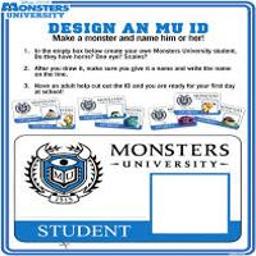 MONSTERS
UNIVERSITY
DESIGN AN MU ID
Make a monster and name him or her!
1. In the empty box below create your own Monsters University student.
Do they have horns? One eye? Scales?
2. After you draw it, make sure you give it a name and write the name
on the line.
3. Have an adult help cut out the ID and you are ready for your first day
at school!
MONSTERS
UNIVERSITY
MU
1313
STUDENT